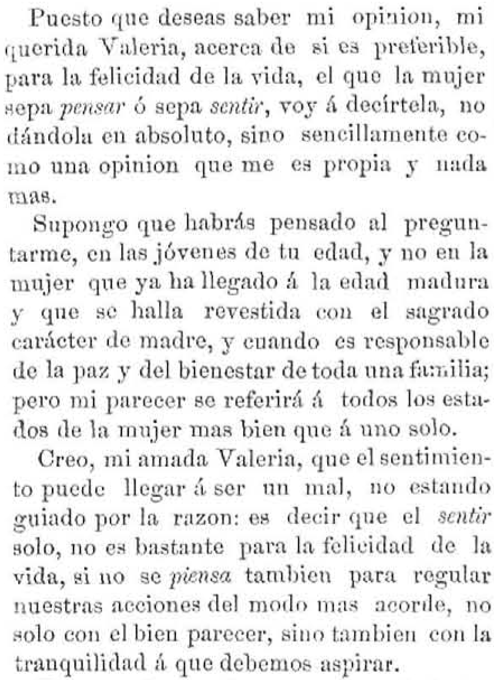 Puesto que deseas saber mi opinion, mi
querida Valeria, acerca de si es preferible,
para la felicidad de la vida, el que la mujer
sepa pensar ó sepa sentir, voy á decírtela, no
dándola en absoluto, sino sencillamente co-
mo una opinion que me es propia y nada
mas.
Supongo que habrás pensado al pregun-
tarme, en las jóvenes de tu edad, y no en la
mujer que ya ha llegado á la edad madura
y que se halla revestida con el sagrado
carácter de madre, y cuando es responsable
de la paz y del bienestar de toda una familia;
pero mi parecer se referirá á todos los esta-
dos de la mujer mas bien que á uno solo.
Creo, mi amada Valeria, que el sentimien-
to puede llegar á ser un mal, no estando
guiado por la razon: es decir que el sentir
solo, no es bastante para la felicidad de la
vida, si no se piensa tambien para regular
nuestras acciones del modo mas acorde, no
solo con el bien parecer, sino tambien con la
tranquilidad á que debemos aspirar.